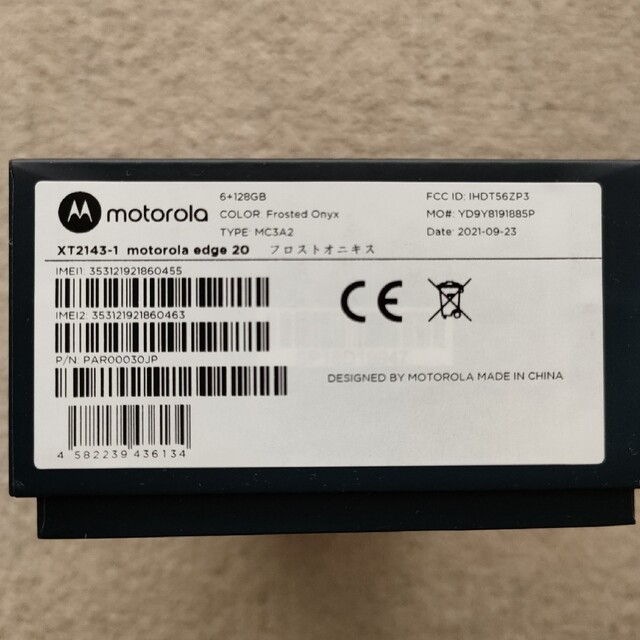 motorola
6+128GB
COLOR: Frosted Onyx
TYPE: MC3A2
FCC ID: IHDT56ZP3
MO#: YD9Y8191885P
Date: 2021-09-23
XT2143-1 motorola edge 20 フロストオニキス
IMEI1: 353121921860455
IMEI2: 353121921860463
P/N: PAR00030JP
CE
DESIGNED BY MOTOROLA MADE IN CHINA
4 582239 436134